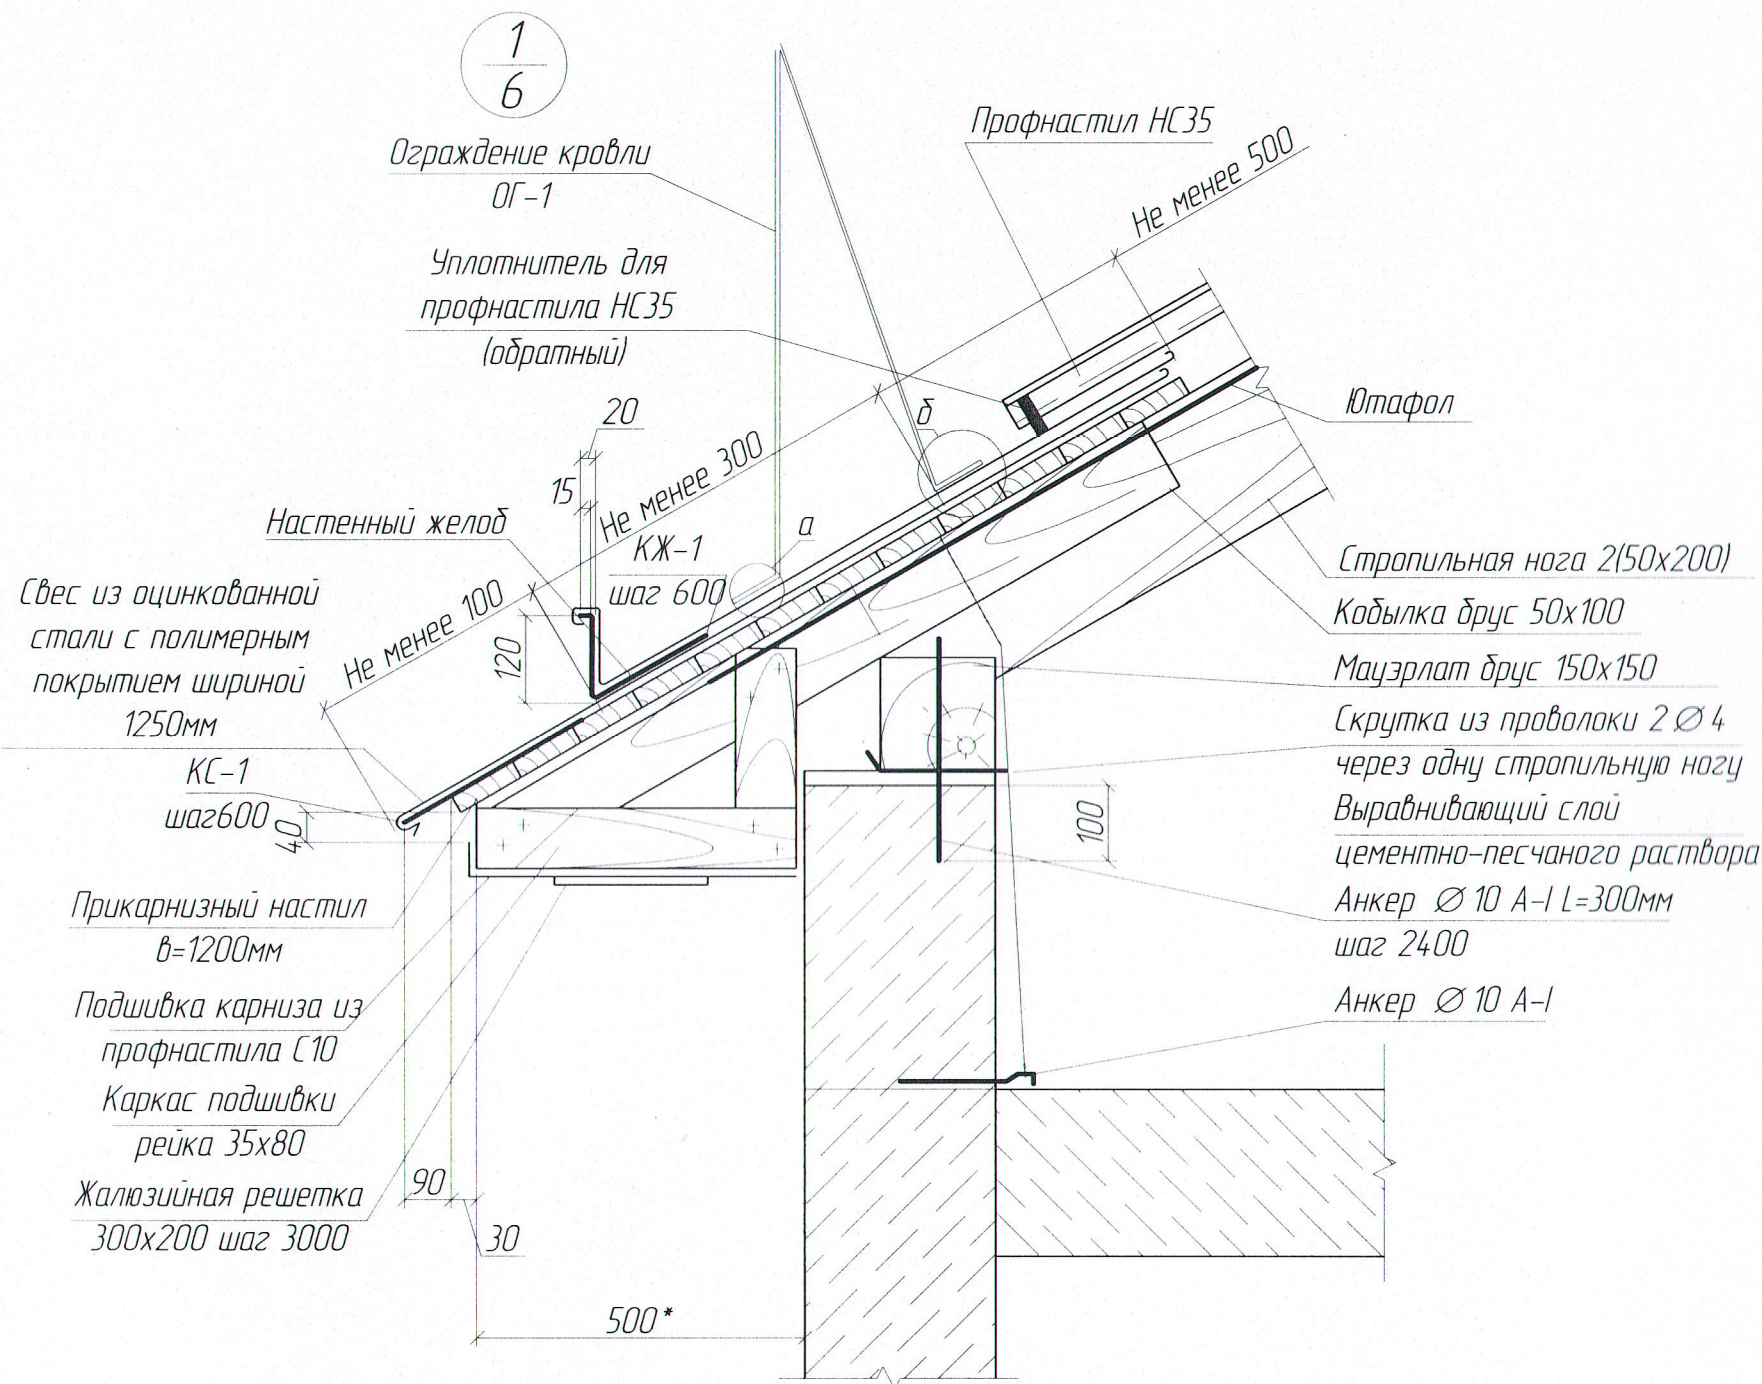 1
6
Ограждение кровли
ОГ-1
Уплотнитель для
профнастила НС35
(обратный)
Профнастил НС35
Не менее 500
Ютафол
б
20
15
Не менее 300
Настенный желоб
КЖ-1
шаг 600
а
Свес из оцинкованной
стали с полимерным
покрытием шириной
1250мм
Не менее 100
120
КС-1
шаг600
40
Прикарнизный настил
в=1200мм
Подшивка карниза из
профнастила С10
Каркас подшивки
рейка 35х80
Жалюзийная решетка
300х200 шаг 3000
90
30
500*
100
Стропильная нога 2(50х200)
Кобылка брус 50х100
Мауэрлат брус 150х150
Скрутка из проволоки 2 Ø 4
через одну стропильную ногу
Выравнивающий слой
цементно-песчаного раствора
Анкер Ø 10 А-I L=300мм
шаг 2400
Анкер Ø 10 А-I